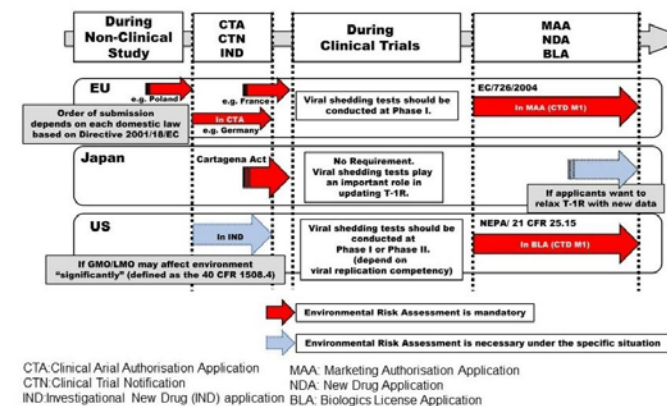 During
Non-Clinical
Study
CTA
CTN
IND
During
Clinical Trials
MAA
NDA
BLA
EU
e.g. Poland
e.g. France
In CTA
e.g. Germany
Order of submission
depends on each domestic law
based on Directive 2001/18/EC
Viral shedding tests should be
conducted at Phase I.
EC/726/2004
In MAA (CTD M1)
Japan
Cartagena Act
No Requirement.
Viral shedding tests play
an important role in
updating T-1R.
If applicants want to
relax T-1R with new data
US
In IND
If GMO/LMO may affect environment
“significantly” (defined as the 40 CFR 1508.4)
Viral shedding tests should be
conducted at
Phase I or Phase II.
(depend on
viral replication competency)
NEPA/ 21 CFR 25.15
In BLA (CTD M1)
Environmental Risk Assessment is mandatory
Environmental Risk Assessment is necessary under the specific situation
CTA:Clinical Arial Authorisation Application
CTN:Clinical Trial Notification
IND:Investigational New Drug (IND) application
MAA: Marketing Authorisation Application
NDA: New Drug Application
BLA: Biologics License Application